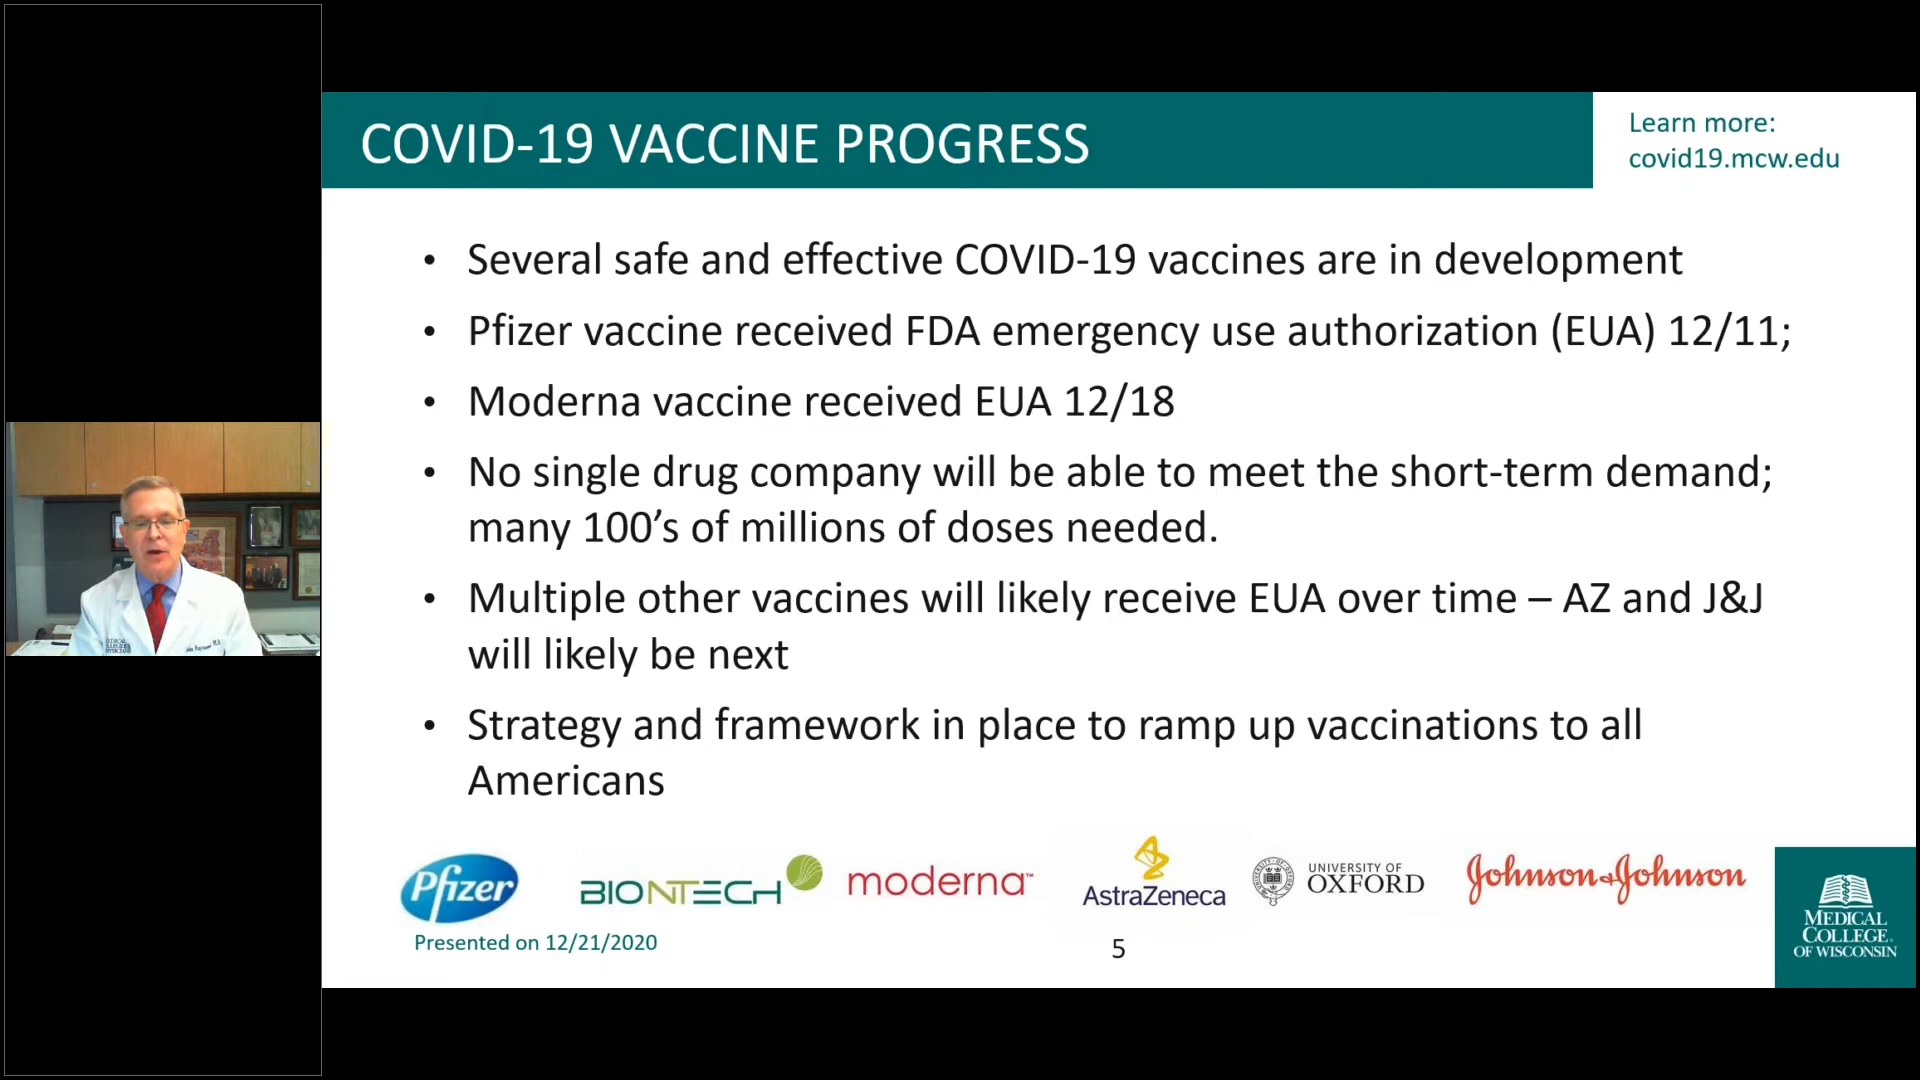 COVID-19 VACCINE PROGRESS
Learn more:
covid19.mcw.edu
• Several safe and effective COVID-19 vaccines are in development
• Pfizer vaccine received FDA emergency use authorization (EUA) 12/11;
• Moderna vaccine received EUA 12/18
• No single drug company will be able to meet the short-term demand;
many 100’s of millions of doses needed.
• Multiple other vaccines will likely receive EUA over time – AZ and J&J
will likely be next
• Strategy and framework in place to ramp up vaccinations to all
Americans
Pfizer
BIONTECH
moderna™
AstraZeneca
UNIVERSITY OF
OXFORD
Johnson & Johnson
Presented on 12/21/2020
5
MEDICAL
COLLEGE
OF WISCONSIN